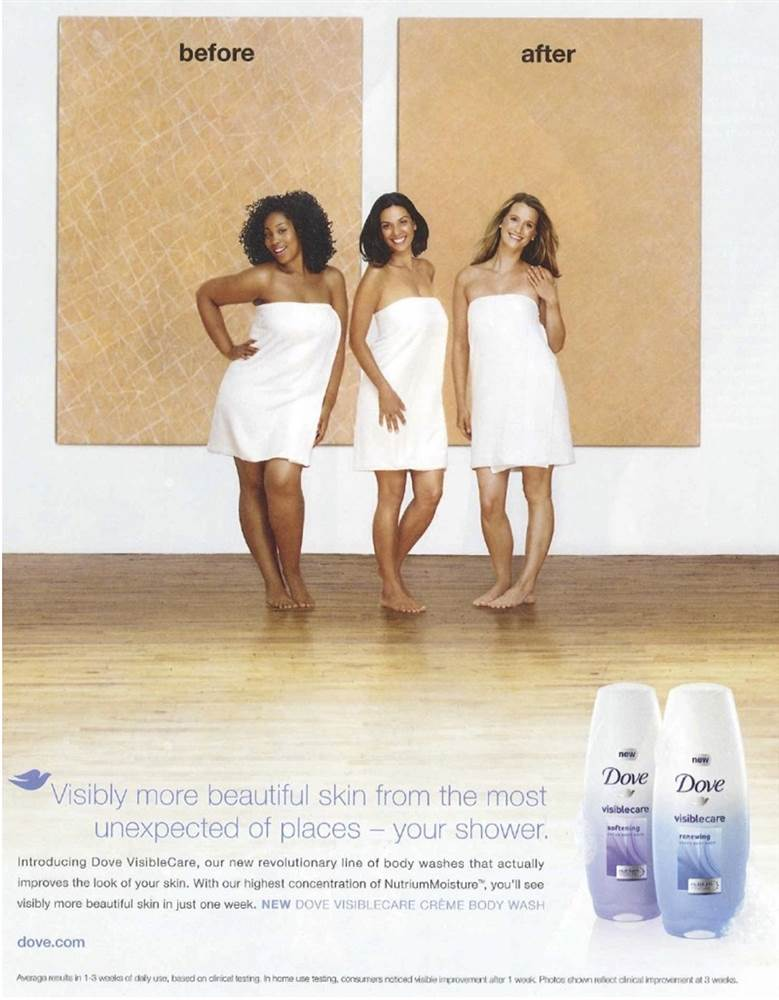 before
after
Visibly more beautiful skin from the most
unexpected of places – your shower.
Introducing Dove VisibleCare, our new revolutionary line of body washes that actually
improves the look of your skin. With our highest concentration of NutriumMoisture™, you'll see
visibly more beautiful skin in just one week. NEW DOVE VISIBLECARE CRÈME BODY WASH
dove.com
Average results in 1-3 weeks of daily use, based on clinical testing. In home use testing, consumers noticed visible improvement after 1 week. Photos shown reflect clinical improvement at 3 weeks.
new
Dove
visiblecare
softening
new
Dove
visiblecare
renewing